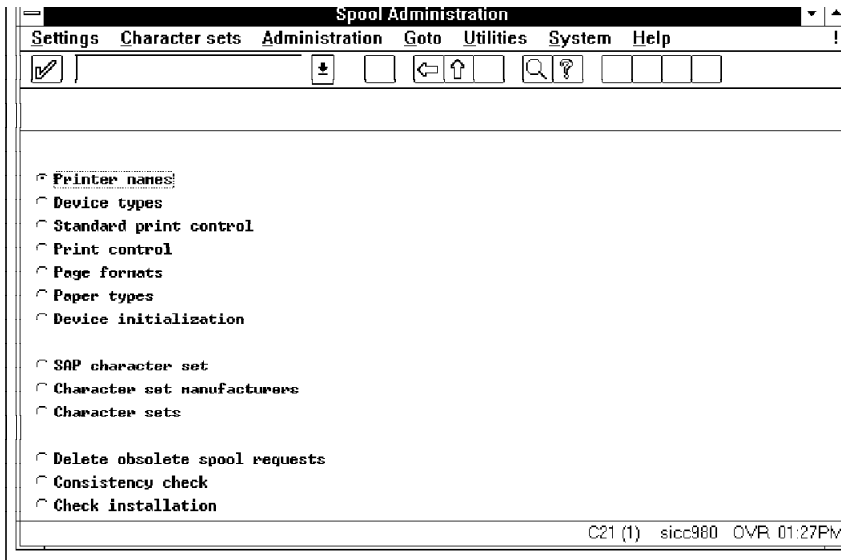 Spool Administration
Settings Character sets Administration Goto Utilities System Help !
Printer names
Device types
Standard print control
Print control
Page formats
Paper types
Device initialization
SAP character set
Character set manufacturers
Character sets
Delete obsolete spool requests
Consistency check
Check installation
C21 (1) sicc980 OVR 01:27PM